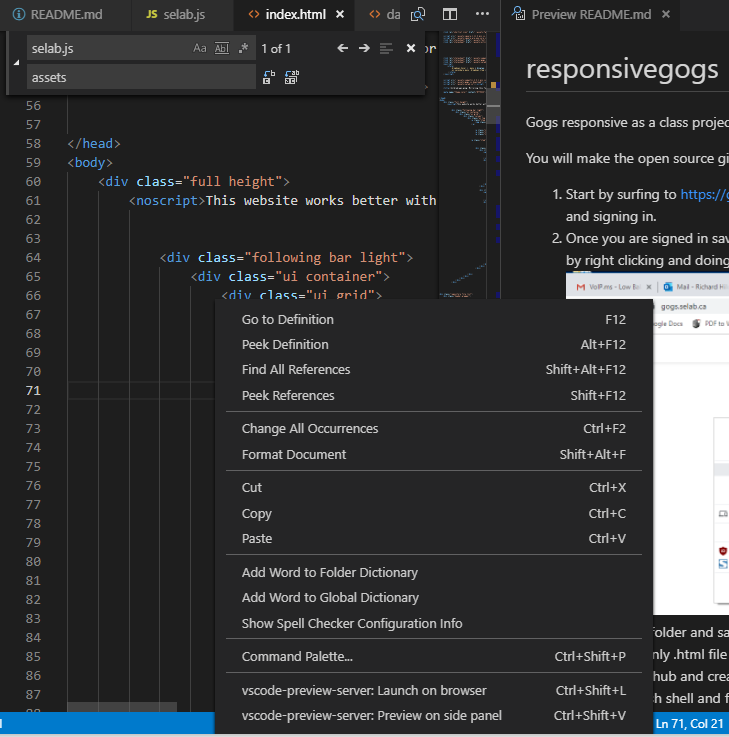 README.md
JS selab.js
index.html
da
Preview README.md
selab.js
Aa
Abl
.*
1 of 1
assets
or
responsivegogs
Gogs responsive as a class projec
You will make the open source gi
1. Start by surfing to https://g
and signing in.
2. Once you are signed in sav
by right clicking and doing
VoIP.ms - Low Bal
Mail - Richard Hil
gogs.selab.ca
ogle Docs
PDF to
56
57
58 </head>
59 <body>
60 <div class="full height">
61 <noscript>This website works better with
62
63
64 <div class="following bar light">
65 <div class="ui container">
66 <div class="ui grid">
67
68
69
70
71
72
73
74
75
76
77
78
79
80
81
82
83
84
85
86
87
88
Go to Definition F12
Peek Definition Alt+F12
Find All References Shift+Alt+F12
Peek References Shift+F12
Change All Occurrences Ctrl+F2
Format Document Shift+Alt+F
Cut Ctrl+X
Copy Ctrl+C
Paste Ctrl+V
Add Word to Folder Dictionary
Add Word to Global Dictionary
Show Spell Checker Configuration Info
Command Palette... Ctrl+Shift+P
vscode-preview-server: Launch on browser Ctrl+Shift+L
vscode-preview-server: Preview on side panel Ctrl+Shift+V
folder and sa
nly .html file
hub and crea
h shell and f
Ln 71, Col 21